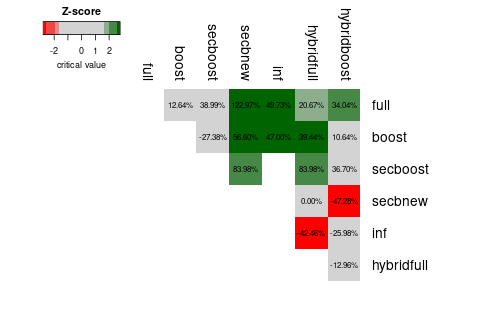 Z-score
-2 0 1 2
critical value
full boost secboost secbnew inf hybridfull hybridboost
12.64% 38.99% 122.97% 49.73% 20.67% 34.04% full
-27.38% 56.60% 47.00% 39.44% 10.64% boost
83.98% 83.98% 36.70% secboost
0.00% -47.26% secbnew
-42.46% -25.98% inf
-12.96% hybridfull